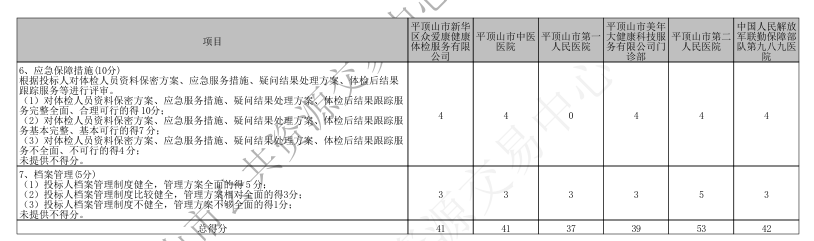 项目
平顶山市新华
区众爱康健康
体检服务有限
公司
平顶山市中医
医院
平顶山市第一
人民医院
平顶山市美年
大健康科技服
务有限公司门
诊部
平顶山市第二
人民医院
中国人民解放
军联勤保障部
队第九八九医
院
6、应急保障措施(10分)
根据投标人对体检人员资料保密方案、应急服务措施、疑问结果处理方案、体检后结果
跟踪服务等进行评审。
（1）对体检人员资料保密方案、应急服务措施、疑问结果处理方案、体检后结果跟踪服
务完整全面、合理可行的得 10分；
（2）对体检人员资料保密方案、应急服务措施、疑问结果处理方案、体检后结果跟踪服
务基本完整、基本可行的得7 分；
（3）对体检人员资料保密方案、应急服务措施、疑问结果处理方案、体检后结果跟踪服
务不全面、不可行的得4 分；
未提供不得分。
4 4 0 4 4 4
7、档案管理(5分)
（1）投标人档案管理制度健全，管理方案全面的得 5 分；
（2）投标人档案管理制度比较健全，管理方案相对全面的得3分；
（3）投标人档案管理制度不健全，管理方案不够全面的得1分；
未提供不得分。
3 3 3 3 5 3
总得分 41 41 37 39 53 42